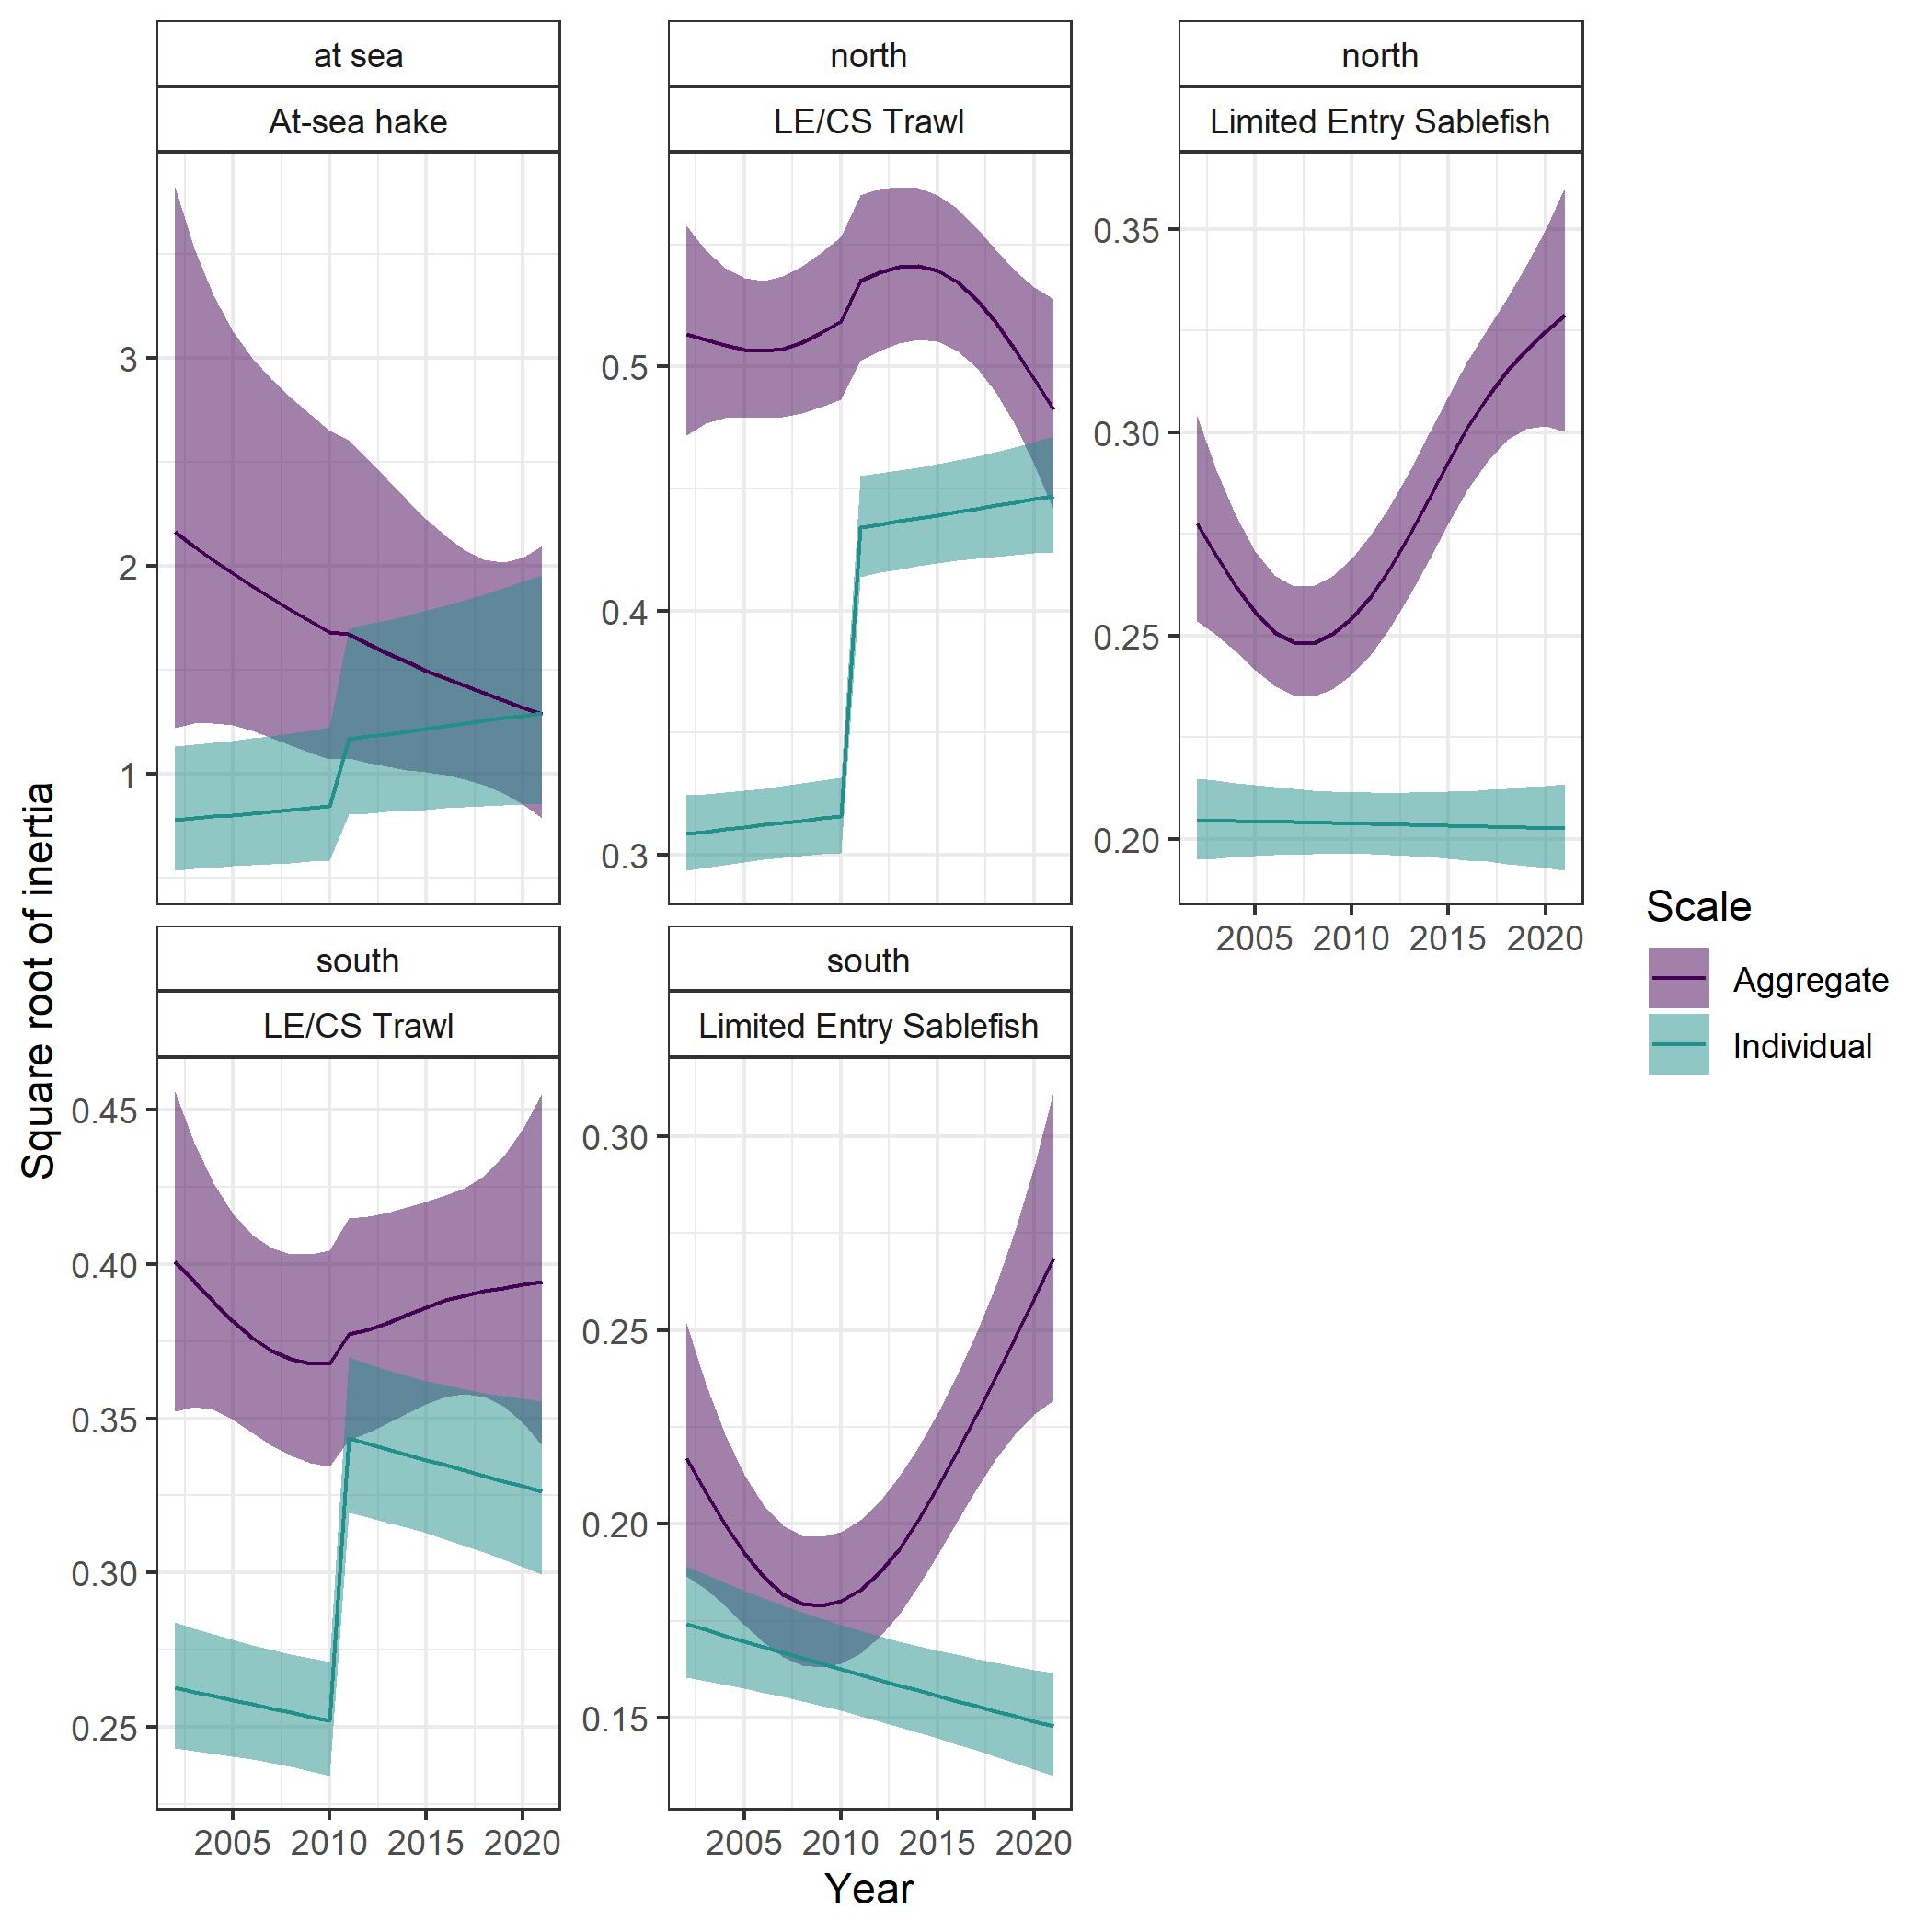 at sea
At-sea hake
north
LE/CS Trawl
north
Limited Entry Sablefish
3
2
1
0.5
0.4
0.3
0.35
0.30
0.25
0.20
2005 2010 2015 2020
south
LE/CS Trawl
south
Limited Entry Sablefish
0.45
0.40
0.35
0.30
0.25
0.30
0.25
0.20
0.15
2005 2010 2015 2020
2005 2010 2015 2020
Year
Square root of inertia
Scale
Aggregate
Individual